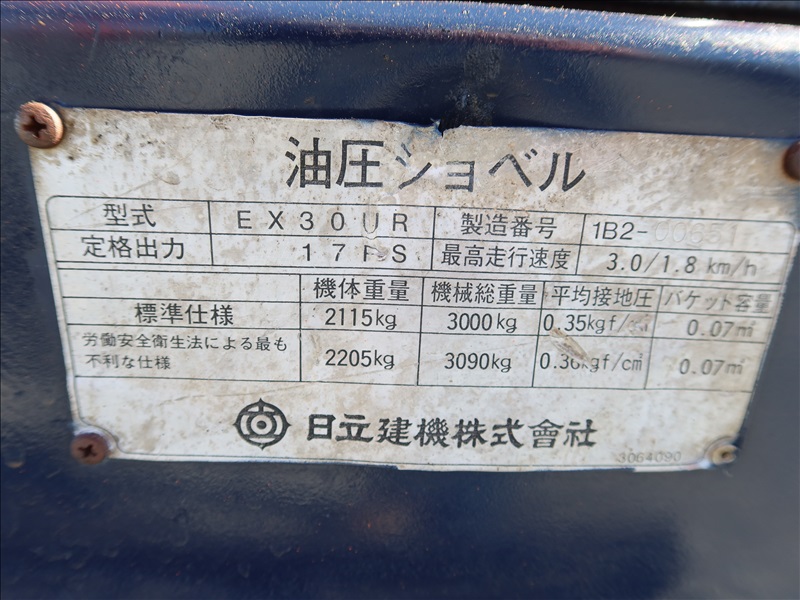 油圧ショベル
型式 EX30UR 製造番号 1B2-
定格出力 17PS 最高走行速度 3.0/1.8 km/h
機体重量 機械総重量 平均接地圧 バケット容量
標準仕様 2115kg 3000kg 0.35kgf/ 0.07m³
労働安全衛生法による最も
不利な仕様 2205kg 3090kg 0.36kgf/cm² 0.07m³
日立建機株式會社
3064090